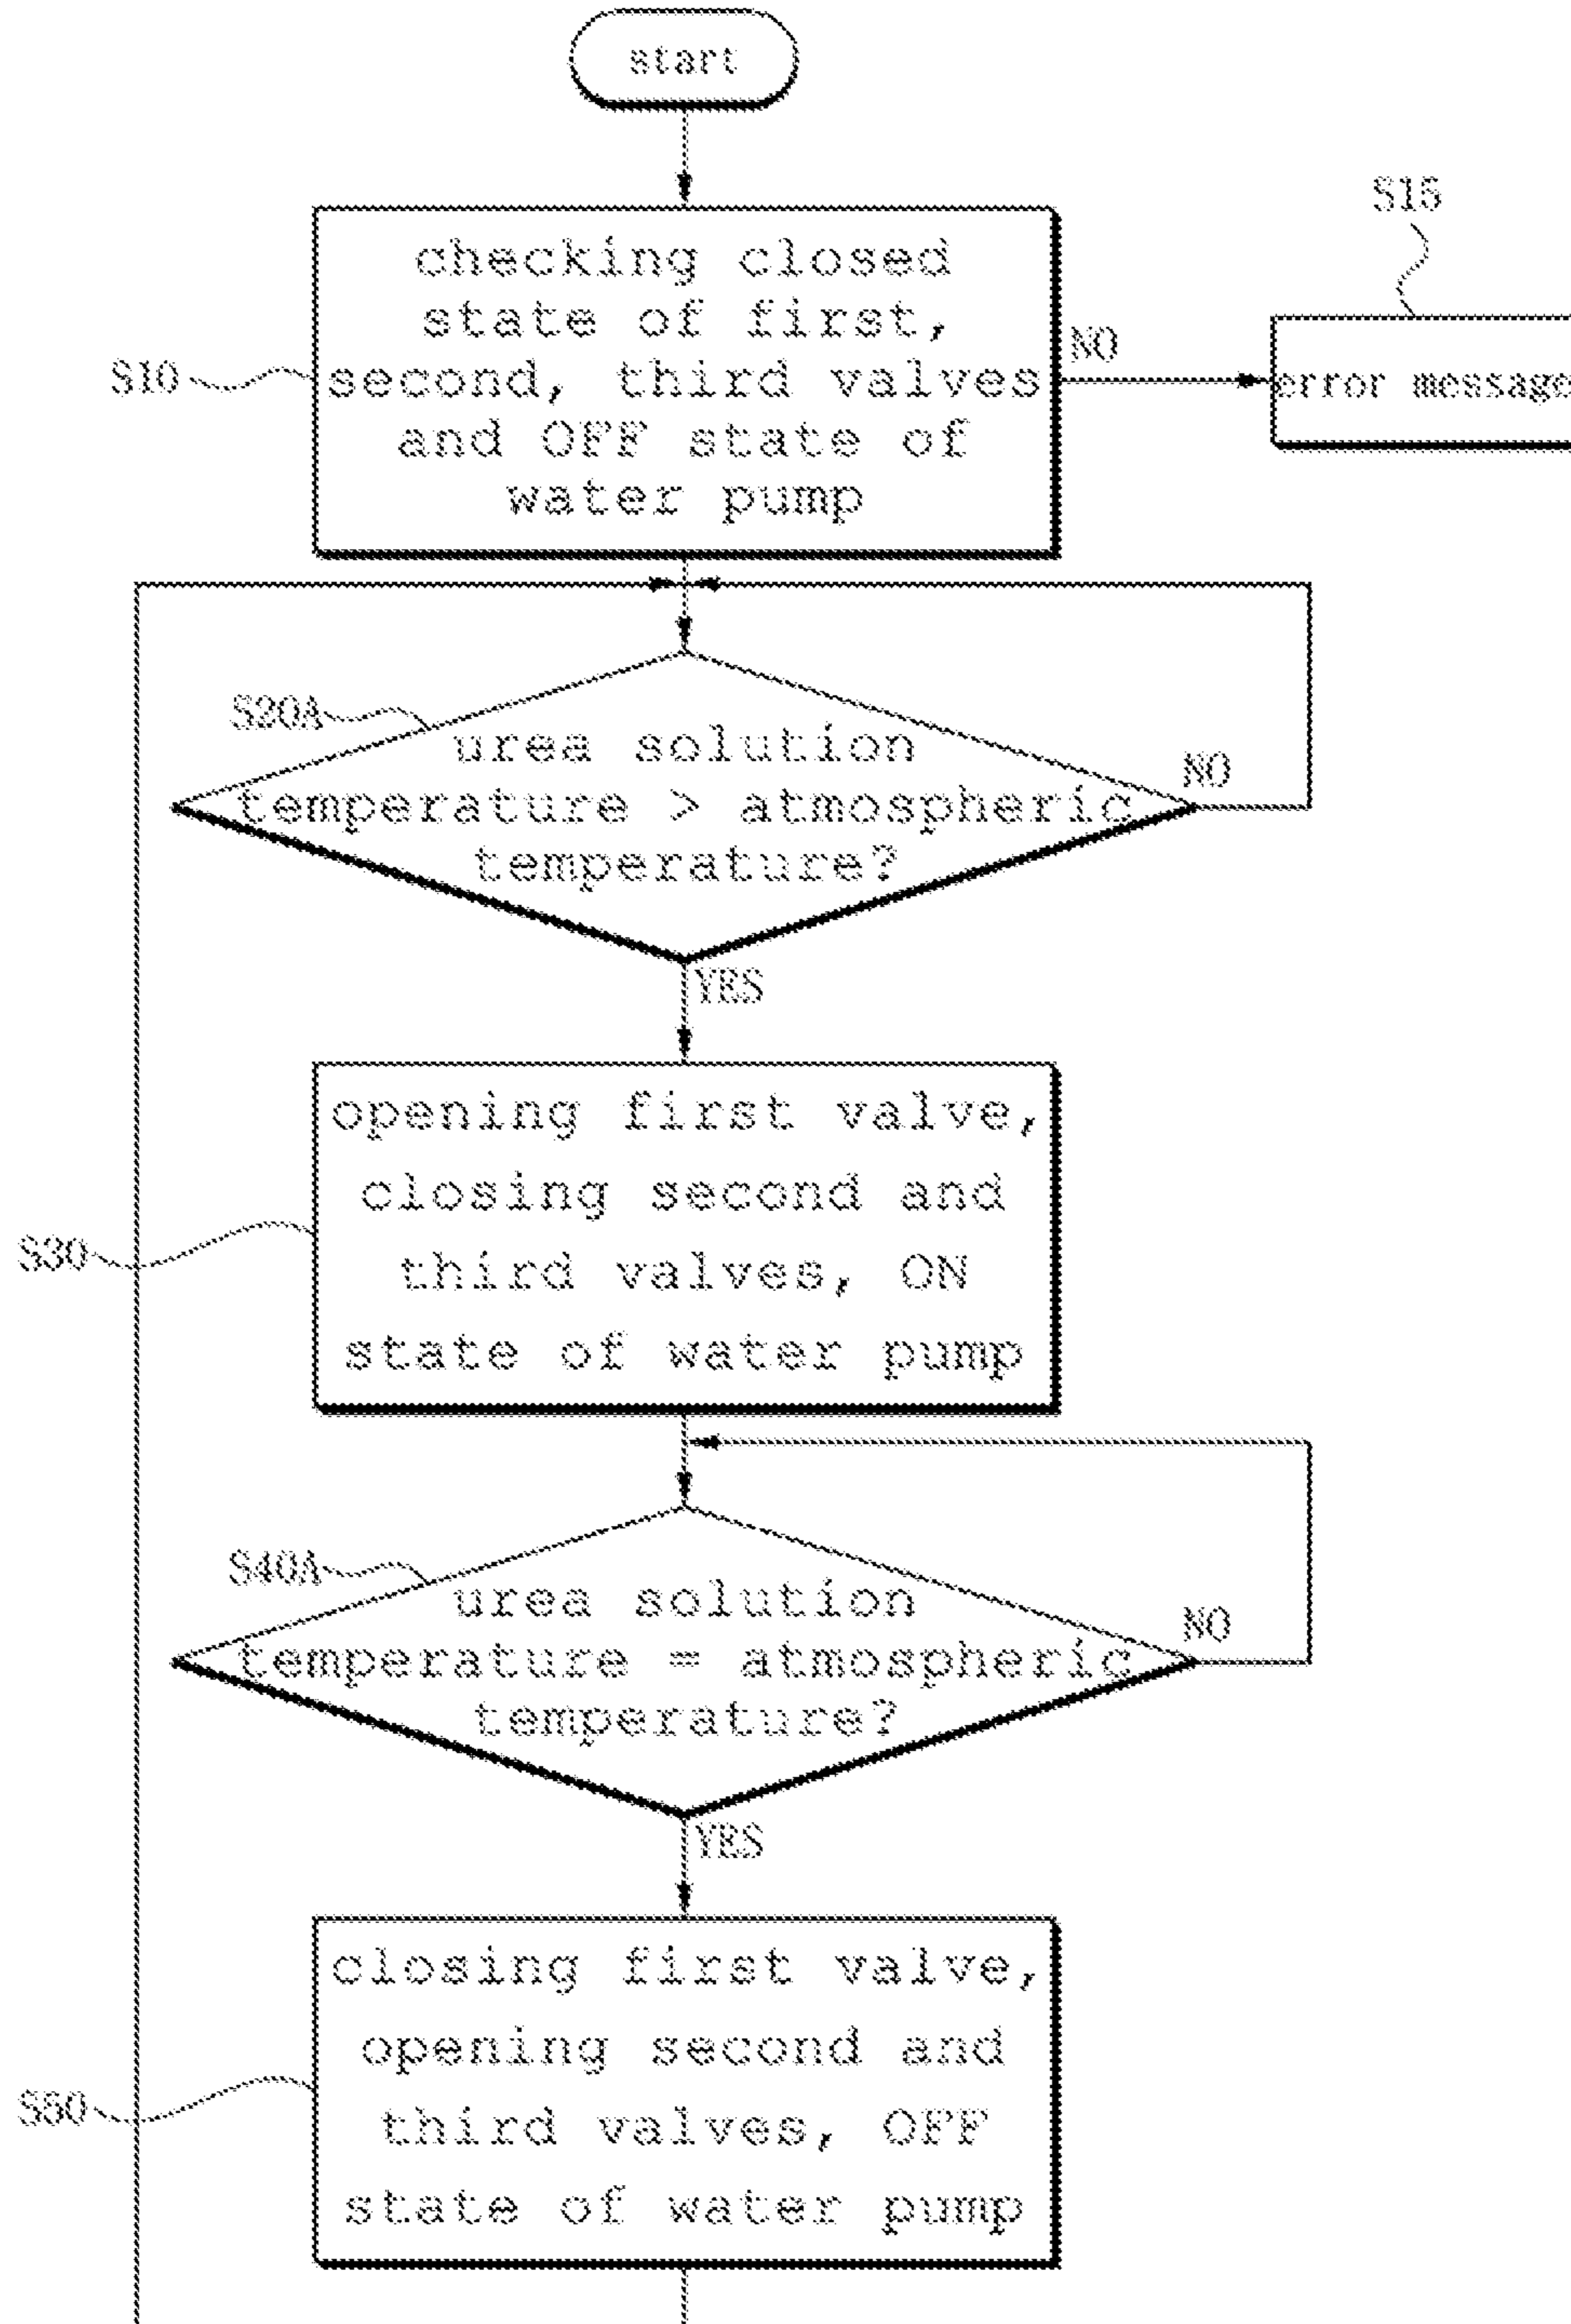 start
S15
checking closed
state of first,
second, third valves
and OFF state of
water pump
S10
NO
error message
S20A
urea solution
temperature > atmospheric
temperature?
NO
YES
opening first valve,
closing second and
third valves, ON
state of water pump
S30
S40A
urea solution
temperature = atmospheric
temperature?
NO
YES
closing first valve,
opening second and
third valves, OFF
state of water pump
S50